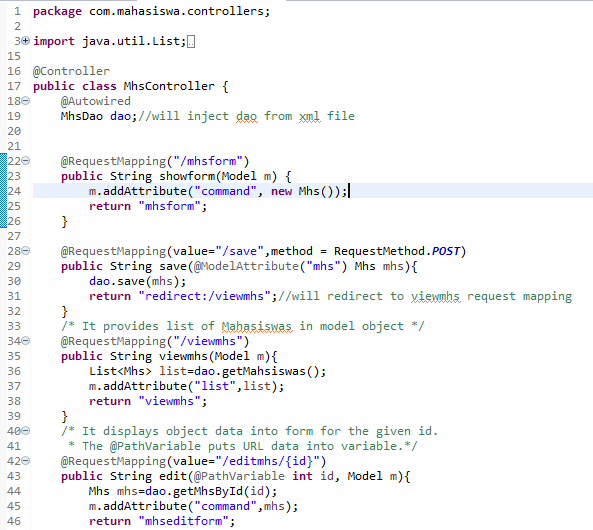 1 package com.mahasiswa.controllers;
2
3 import java.util.List;
15
16 @Controller
17 public class MhsController {
18 @Autowired
19 MhsDao dao;//will inject dao from xml file
20
21
22 @RequestMapping("/mhsform")
23 public String showform(Model m) {
24 m.addAttribute("command", new Mhs());
25 return "mhsform";
26 }
27
28 @RequestMapping(value="/save",method = RequestMethod.POST)
29 public String save(@ModelAttribute("mhs") Mhs mhs){
30 dao.save(mhs);
31 return "redirect:/viewmhs";//will redirect to viewmhs request mapping
32 }
33 /* It provides list of Mahasiswas in model object */
34 @RequestMapping("/viewmhs")
35 public String viewmhs(Model m){
36 List<Mhs> list=dao.getMahsiswas();
37 m.addAttribute("list",list);
38 return "viewmhs";
39 }
40 /* It displays object data into form for the given id.
41 * The @PathVariable puts URL data into variable.*/
42 @RequestMapping(value="/editmhs/{id}")
43 public String edit(@PathVariable int id, Model m){
44 Mhs mhs=dao.getMhsById(id);
45 m.addAttribute("command",mhs);
46 return "mhseditform";